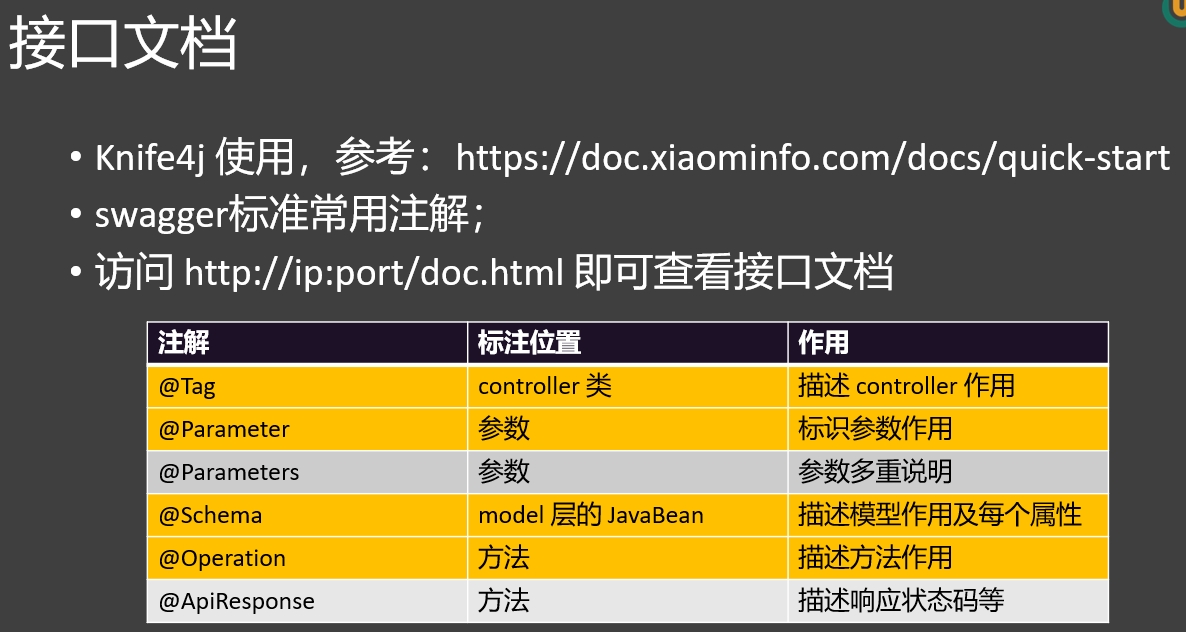 接口文档
• Knife4j 使用，参考：https://doc.xiaominfo.com/docs/quick-start
• swagger标准常用注解；
• 访问 http://ip:port/doc.html 即可查看接口文档
注解 标注位置 作用
@Tag controller 类 描述 controller 作用
@Parameter 参数 标识参数作用
@Parameters 参数 参数多重说明
@Schema model 层的 JavaBean 描述模型作用及每个属性
@Operation 方法 描述方法作用
@ApiResponse 方法 描述响应状态码等